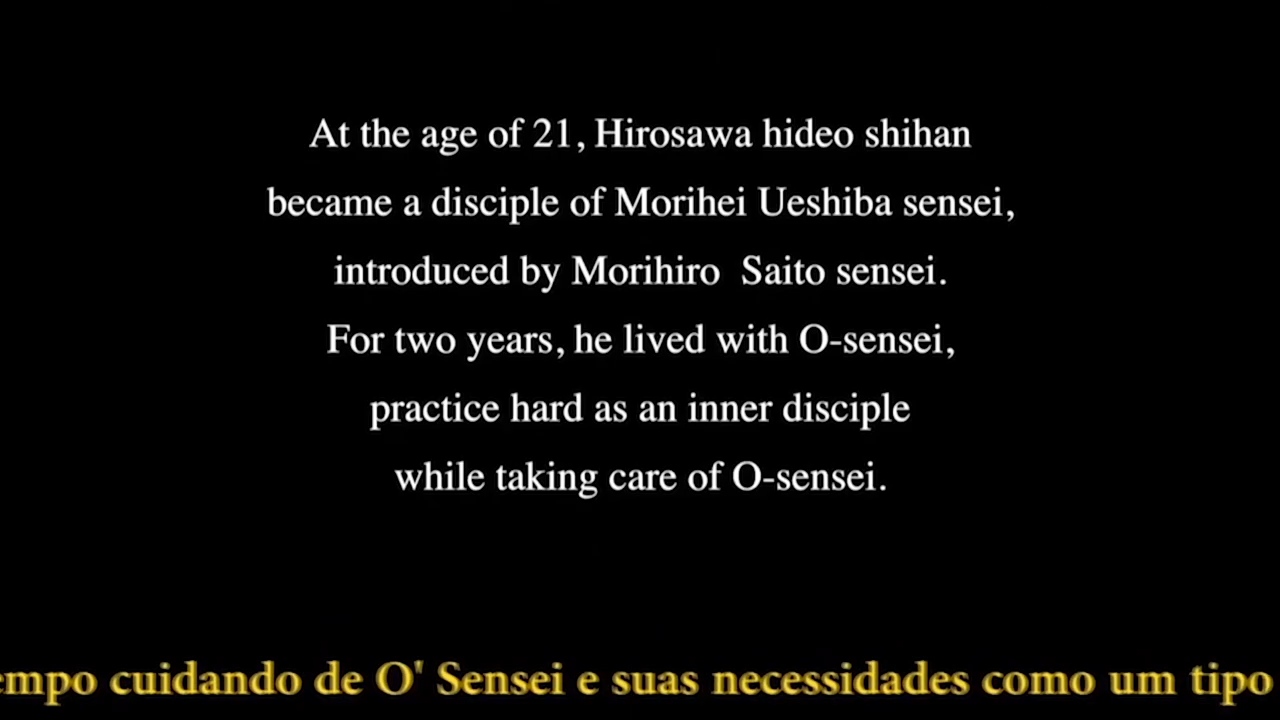 At the age of 21, Hirosawa hideo shihan
became a disciple of Morihei Ueshiba sensei,
introduced by Morihiro Saito sensei.
For two years, he lived with O-sensei,
practice hard as an inner disciple
while taking care of O-sensei.
empo cuidando de O' Sensei e suas necessidades como um tipo